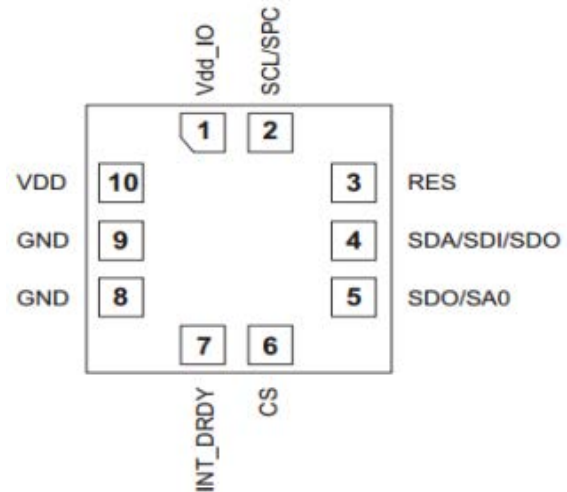 Vdd_IO
SCL/SPC
1
2
VDD
10
3
RES
GND
9
4
SDA/SDI/SDO
GND
8
5
SDO/SA0
7
6
INT_DRDY
CS